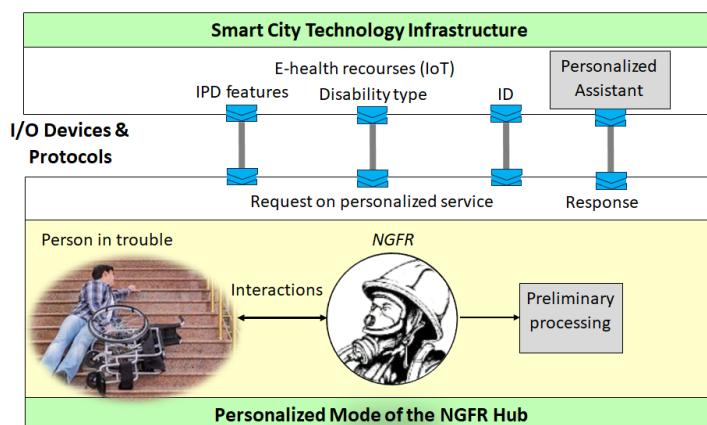 Smart City Technology Infrastructure
E-health recourses (IoT)
IPD features
Disability type
ID
Personalized
Assistant
I/O Devices &
Protocols
Request on personalized service
Response
Person in trouble
NGFR
Interactions
Preliminary
processing
Personalized Mode of the NGFR Hub